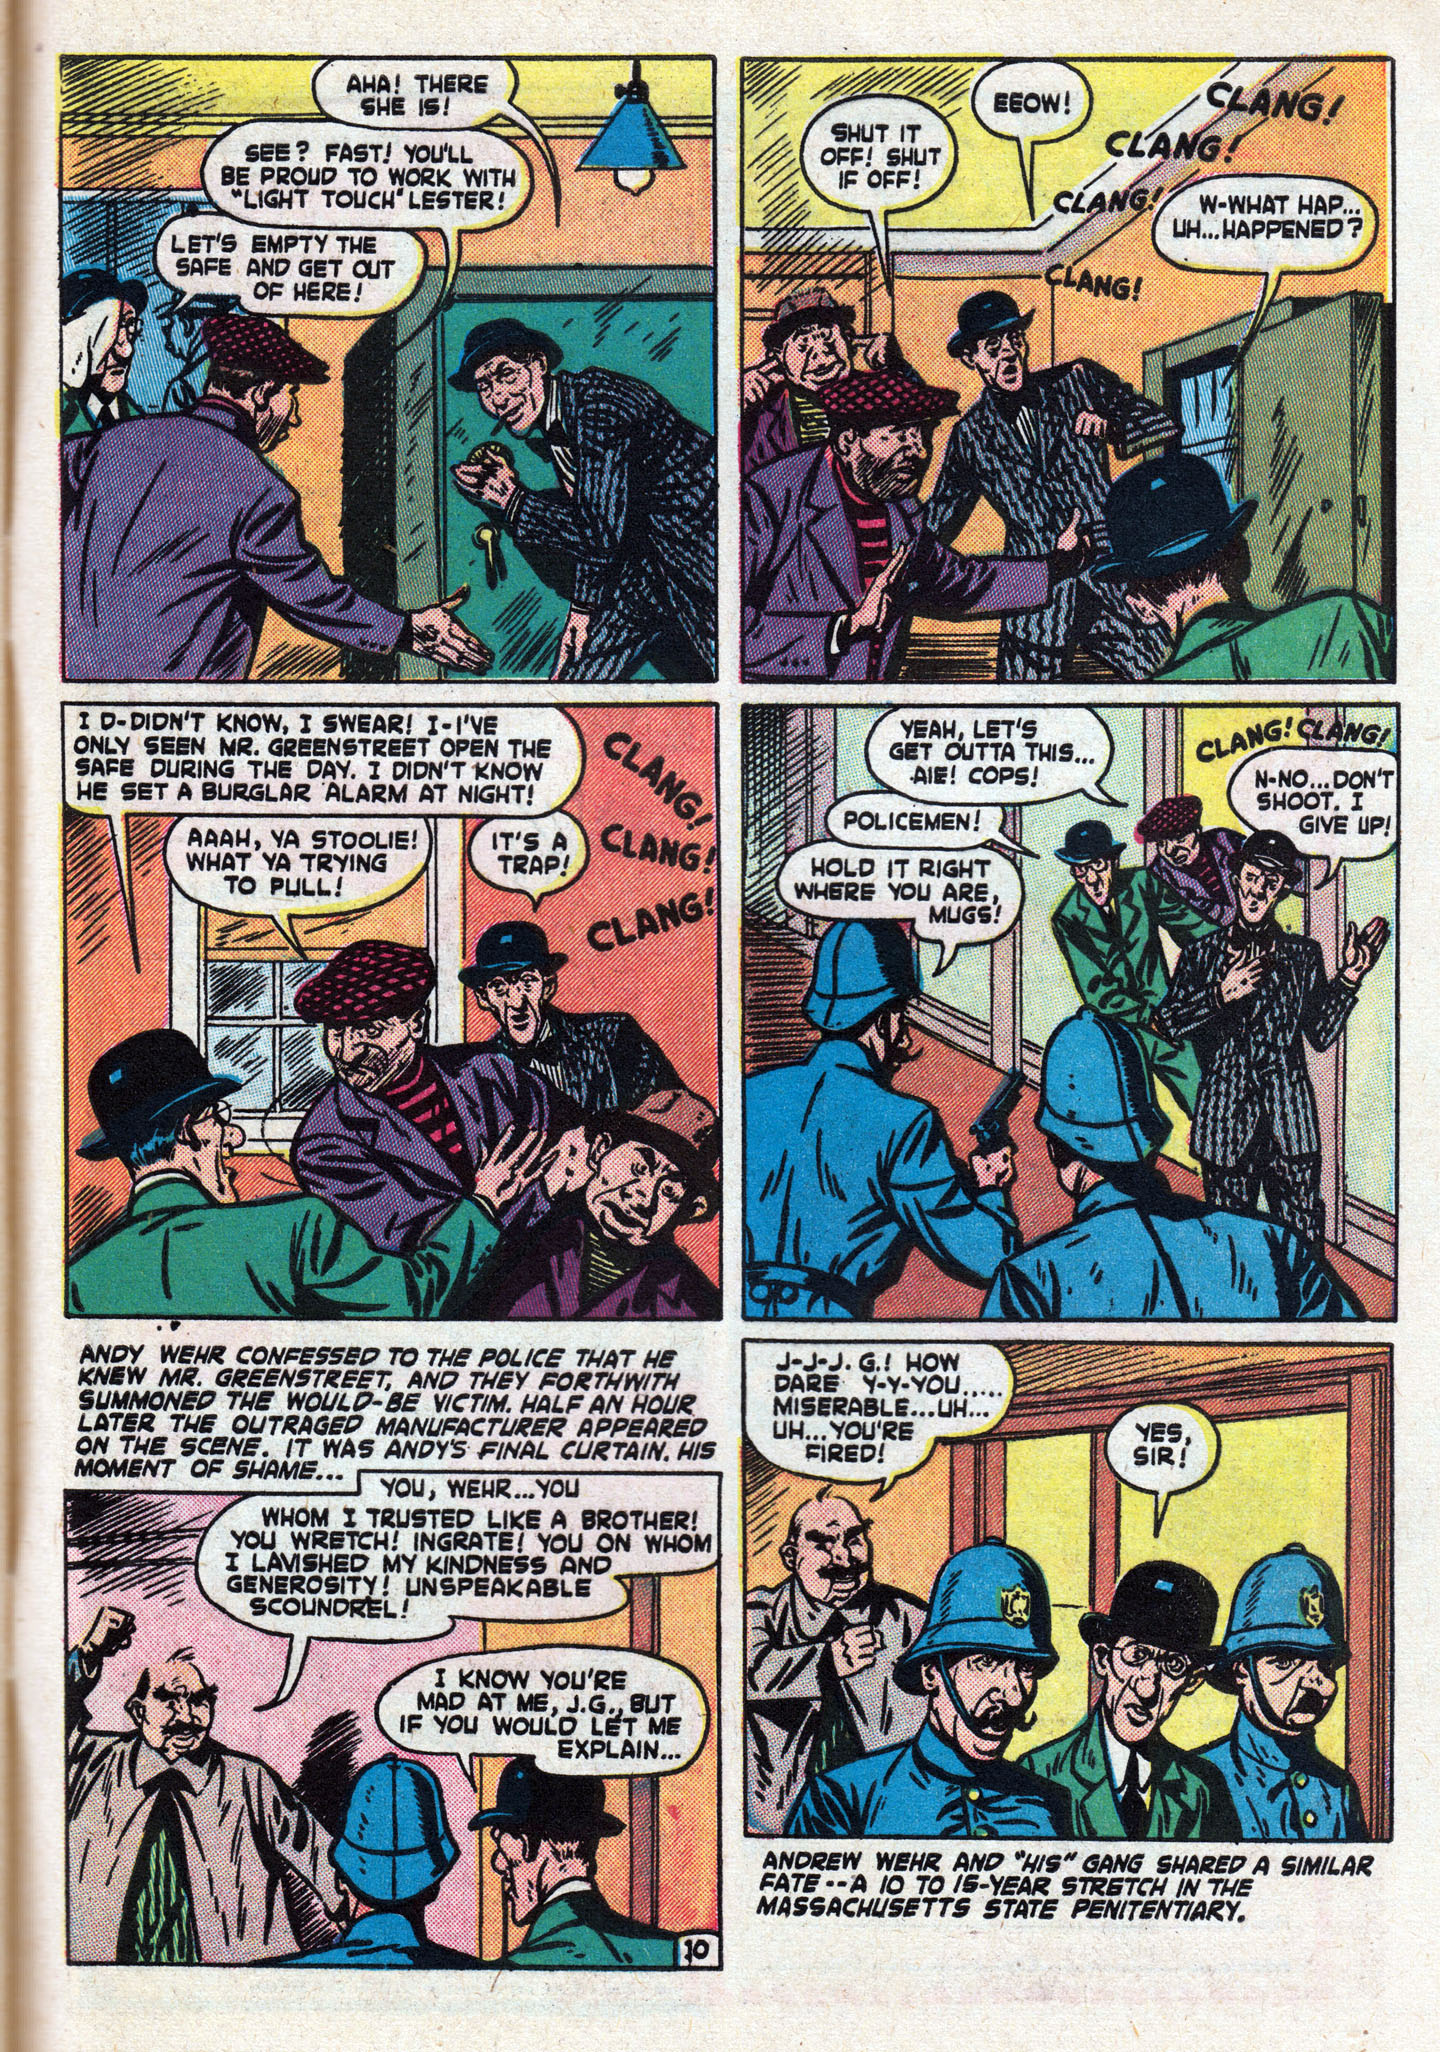 AHA! THERE
SHE IS!
SEE? FAST! YOU'LL
BE PROUD TO WORK WITH
"LIGHT TOUCH" LESTER!
LET'S EMPTY THE
SAFE AND GET OUT
OF HERE!
SHUT IT
OFF! SHUT
IF OFF!
EEOW!
CLANG!
CLANG!
CLANG!
CLANG!
W-WHAT HAP...
UH...HAPPENED?
I D-DIDN'T KNOW, I SWEAR! I-I'VE
ONLY SEEN MR. GREENSTREET OPEN THE
SAFE DURING THE DAY. I DIDN'T KNOW
HE SET A BURGLAR ALARM AT NIGHT!
AAAH, YA STOOLIE!
WHAT YA TRYING
TO PULL!
IT'S A
TRAP!
CLANG!
CLANG!
CLANG!
YEAH, LET'S
GET OUTTA THIS...
AIE! COPS!
POLICEMEN!
HOLD IT RIGHT
WHERE YOU ARE,
MUGS!
CLANG! CLANG!
N-NO...DON'T
SHOOT. I
GIVE UP!
ANDY WEHR CONFESSED TO THE POLICE THAT HE
KNEW MR. GREENSTREET, AND THEY FORTHWITH
SUMMONED THE WOULD-BE VICTIM. HALF AN HOUR
LATER THE OUTRAGED MANUFACTURER APPEARED
ON THE SCENE. IT WAS ANDY'S FINAL CURTAIN. HIS
MOMENT OF SHAME...
YOU, WEHR...YOU
WHOM I TRUSTED LIKE A BROTHER!
YOU WRETCH! INGRATE! YOU ON WHOM
I LAVISHED MY KINDNESS AND
GENEROSITY! UNSPEAKABLE
SCOUNDREL!
I KNOW YOU'RE
MAD AT ME, J.G., BUT
IF YOU WOULD LET ME
EXPLAIN...
10
J-J-J. G.! HOW
DARE Y-Y-YOU.....
MISERABLE...UH...
UH...YOU'RE
FIRED!
YES,
SIR!
ANDREW WEHR AND "HIS" GANG SHARED A SIMILAR
FATE--A 10 TO 15-YEAR STRETCH IN THE
MASSACHUSETTS STATE PENITENTIARY.